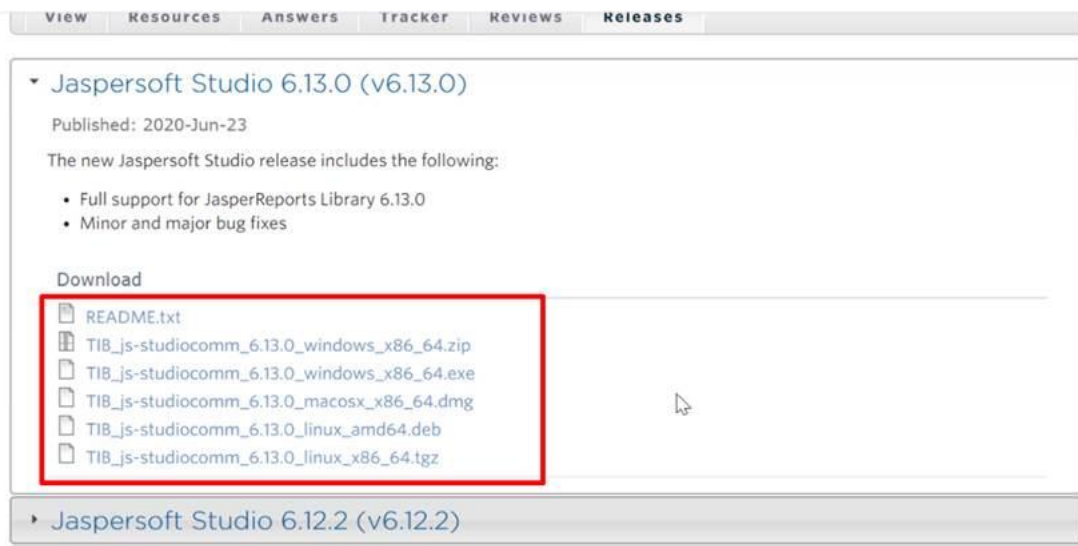 View Resources Answers Tracker Reviews Releases
Jaspersoft Studio 6.13.0 (v6.13.0)
Published: 2020-Jun-23
The new Jaspersoft Studio release includes the following:
• Full support for JasperReports Library 6.13.0
• Minor and major bug fixes
Download
README.txt
TIB_js-studiocomm_6.13.0_windows_x86_64.zip
TIB_js-studiocomm_6.13.0_windows_x86_64.exe
TIB_js-studiocomm_6.13.0_macosx_x86_64.dmg
TIB_js-studiocomm_6.13.0_linux_amd64.deb
TIB_js-studiocomm_6.13.0_linux_x86_64.tgz
Jaspersoft Studio 6.12.2 (v6.12.2)